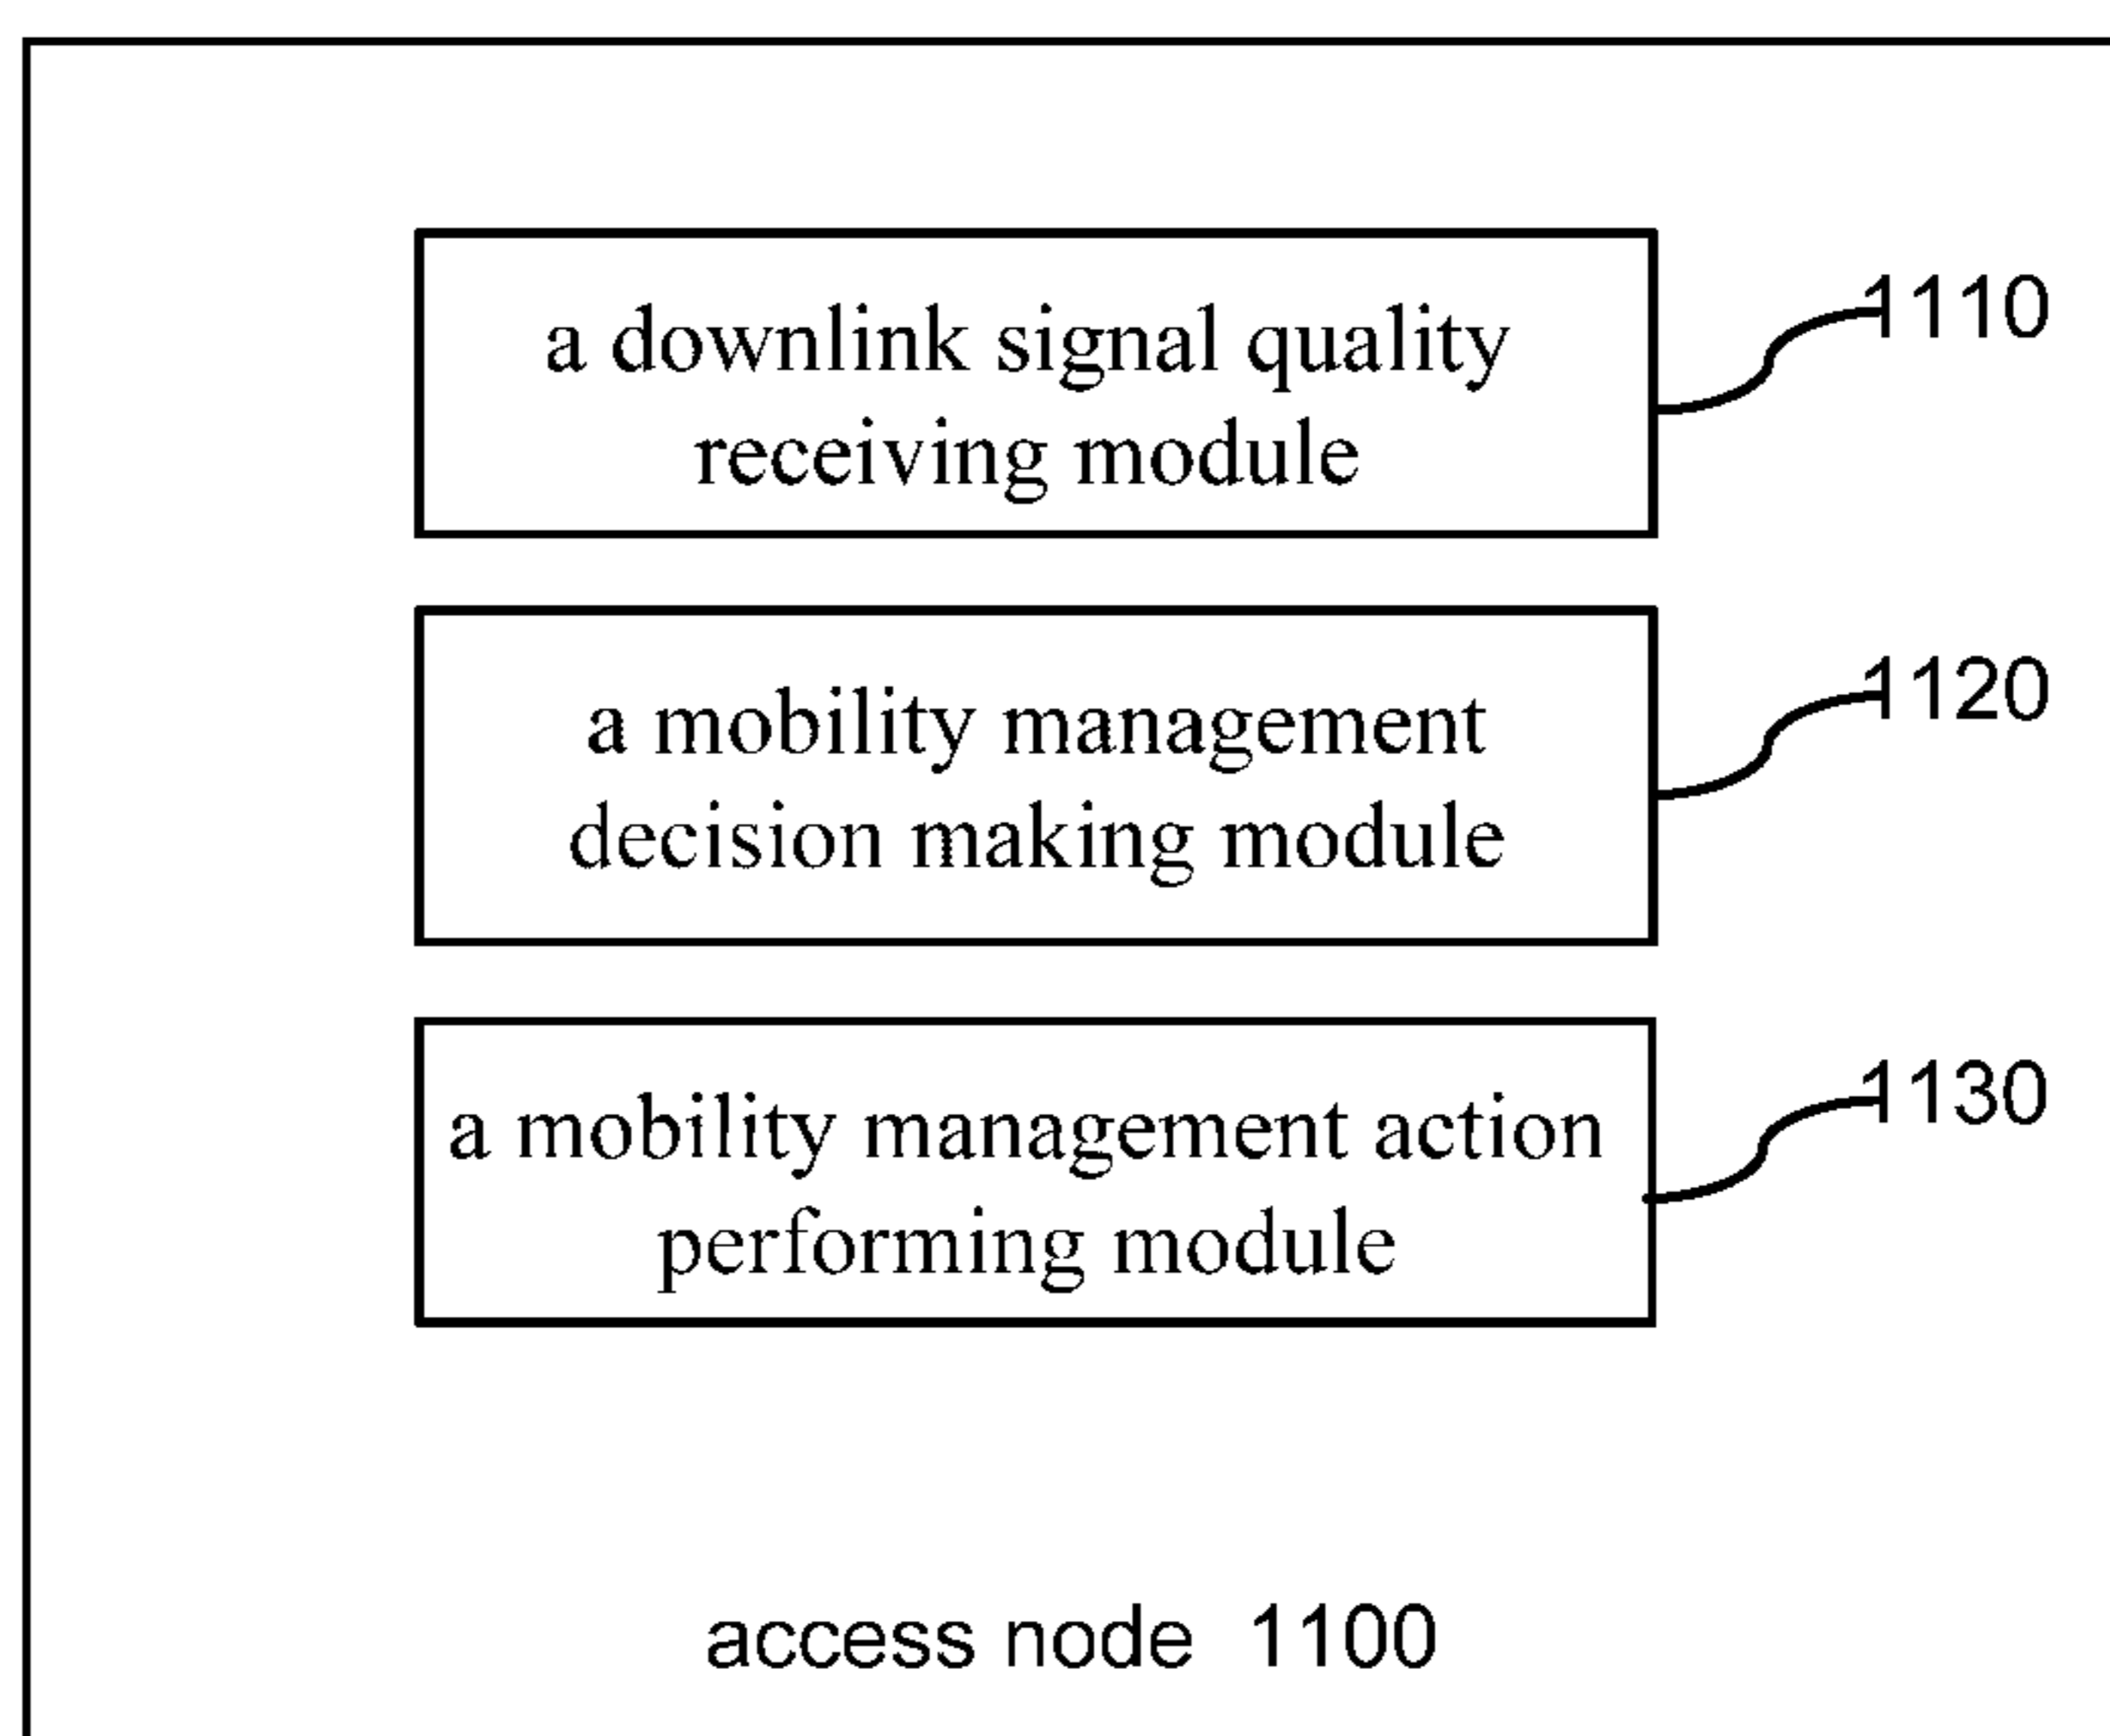 a downlink signal quality
receiving module
1110
a mobility management
decision making module
1120
a mobility management action
performing module
1130
access node 1100